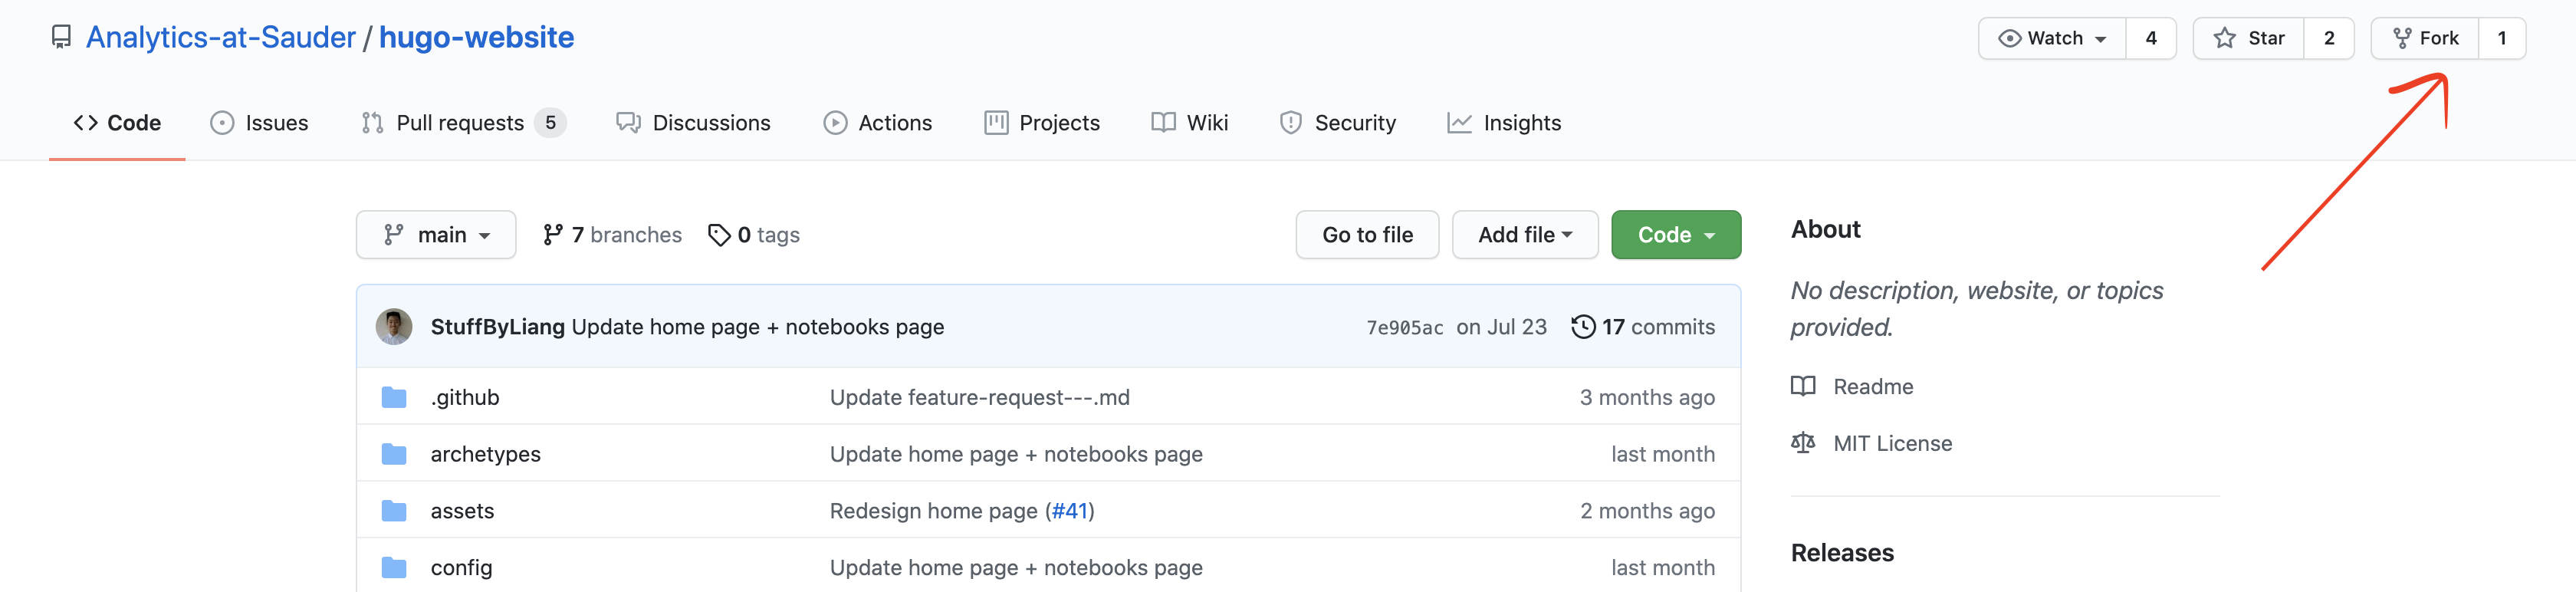 Analytics-at-Sauder / hugo-website
Watch 4 Star 2 Fork 1
Code Issues Pull requests 5 Discussions Actions Projects Wiki Security Insights
main 7 branches 0 tags Go to file Add file Code
StuffByLiang Update home page + notebooks page 7e905ac on Jul 23 17 commits
.github Update feature-request---.md 3 months ago
archetypes Update home page + notebooks page last month
assets Redesign home page (#41) 2 months ago
config Update home page + notebooks page last month
About
No description, website, or topics
provided.
Readme
MIT License
Releases